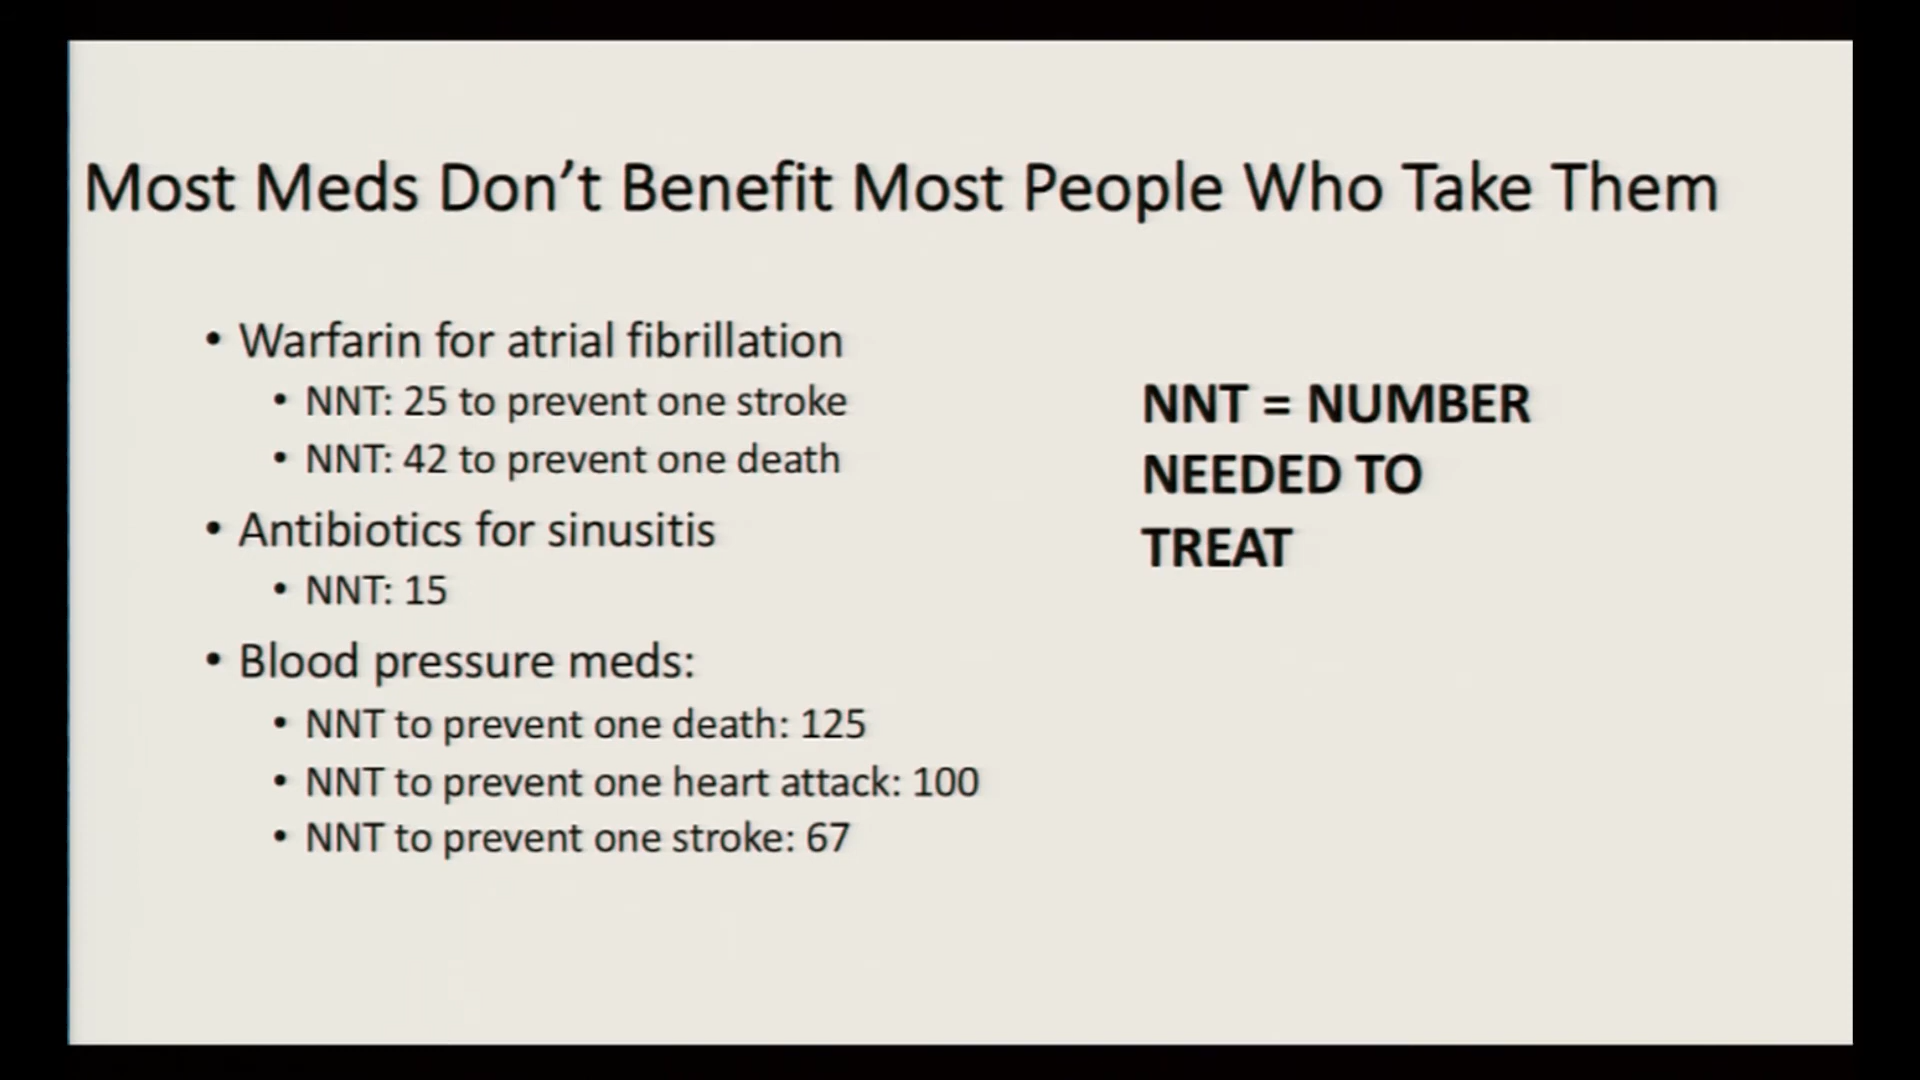 Most Meds Don’t Benefit Most People Who Take Them
• Warfarin for atrial fibrillation
• NNT: 25 to prevent one stroke
• NNT: 42 to prevent one death
• Antibiotics for sinusitis
• NNT: 15
• Blood pressure meds:
• NNT to prevent one death: 125
• NNT to prevent one heart attack: 100
• NNT to prevent one stroke: 67
NNT = NUMBER
NEEDED TO
TREAT